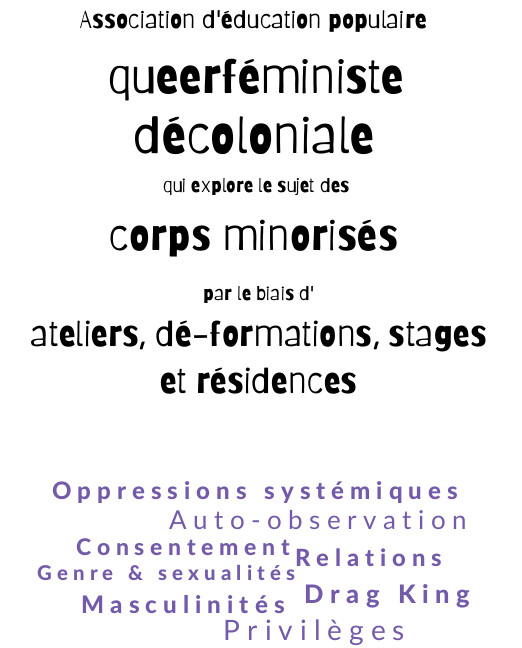 Association d'éducation populaire
queerféministe
décoloniale
qui explore le sujet des
corps minorisés
par le biais d'
ateliers, dé-formations, stages
et résidences
Oppressions systémiques
Auto-observation
Consentement
Relations
Genre & sexualités
Drag King
Masculinités
Privilèges